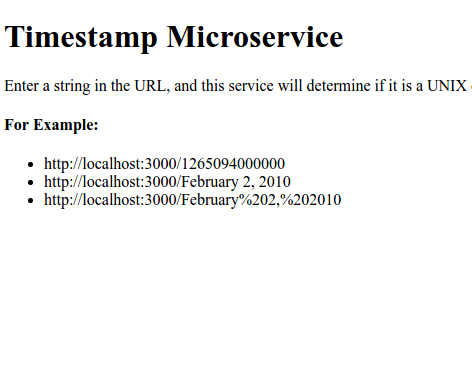 Timestamp Microservice
Enter a string in the URL, and this service will determine if it is a UNIX
For Example:
http://localhost:3000/1265094000000
http://localhost:3000/February 2, 2010
http://localhost:3000/February%202,%202010